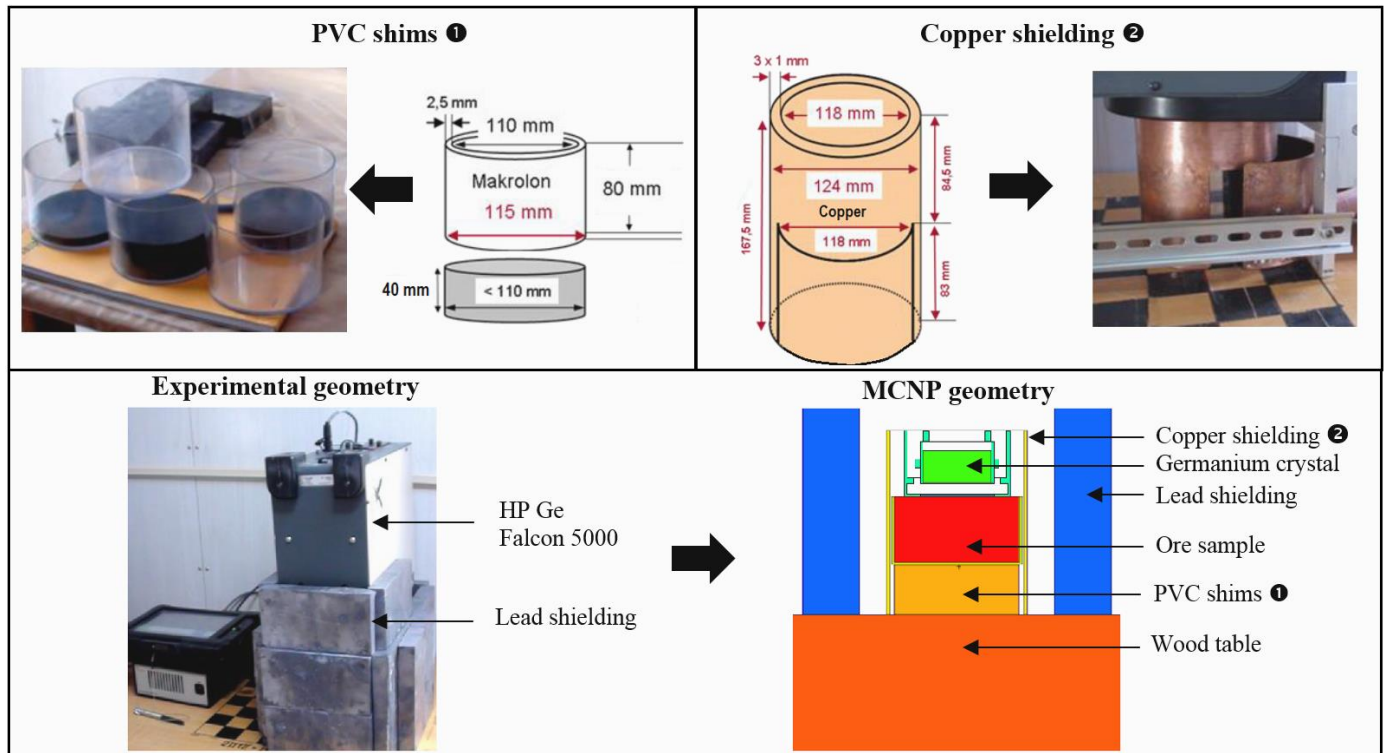 PVC shims ❶
2,5 mm
110 mm
Makrolon
115 mm
80 mm
40 mm
< 110 mm
Copper shielding ❷
3 x 1 mm
118 mm
124 mm
Copper
118 mm
167,5 mm
84,5 mm
83 mm
Experimental geometry
HP Ge
Falcon 5000
Lead shielding
MCNP geometry
Copper shielding ❷
Germanium crystal
Lead shielding
Ore sample
PVC shims ❶
Wood table